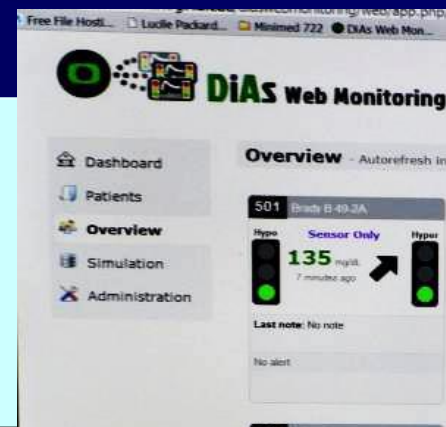 Free File Hosti... Lucile Packard... Minimed 722 DiAs Web Mon...
DiAs Web Monitoring
Dashboard
Patients
Overview
Simulation
Administration
Overview - Autorefresh in
501
Hypo Sensor Only Hyper
135 mg/dL
7 minutes ago
Last note: No note
No alert